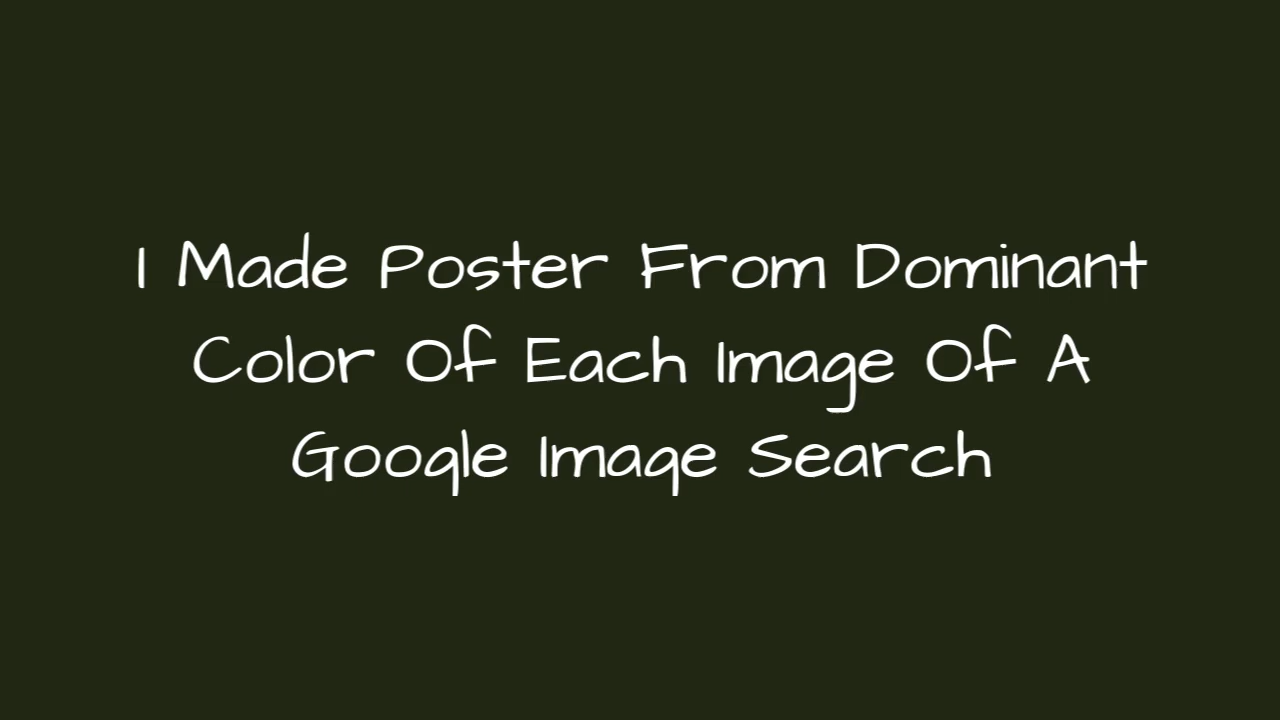 I Made Poster From Dominant
Color Of Each Image Of A
Google Image Search